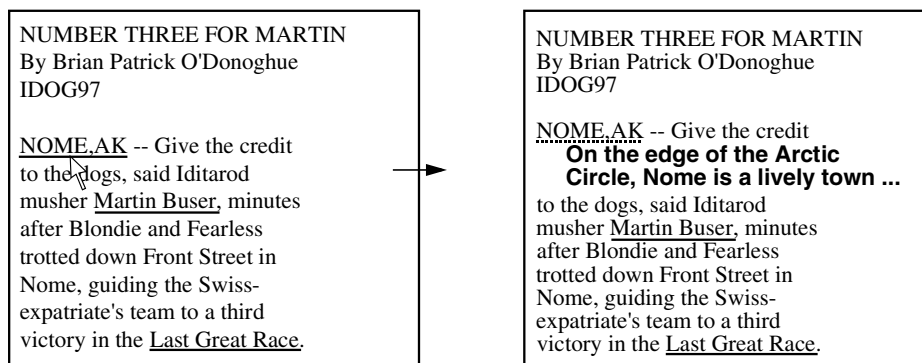 NUMBER THREE FOR MARTIN
By Brian Patrick O'Donoghue
IDOG97
NOME,AK -- Give the credit
to the dogs, said Iditarod
musher Martin Buser, minutes
after Blondie and Fearless
trotted down Front Street in
Nome, guiding the Swiss-
expatriate's team to a third
victory in the Last Great Race.
NUMBER THREE FOR MARTIN
By Brian Patrick O'Donoghue
IDOG97
NOME,AK -- Give the credit
On the edge of the Arctic
Circle, Nome is a lively town ...
to the dogs, said Iditarod
musher Martin Buser, minutes
after Blondie and Fearless
trotted down Front Street in
Nome, guiding the Swiss-
expatriate's team to a third
victory in the Last Great Race.